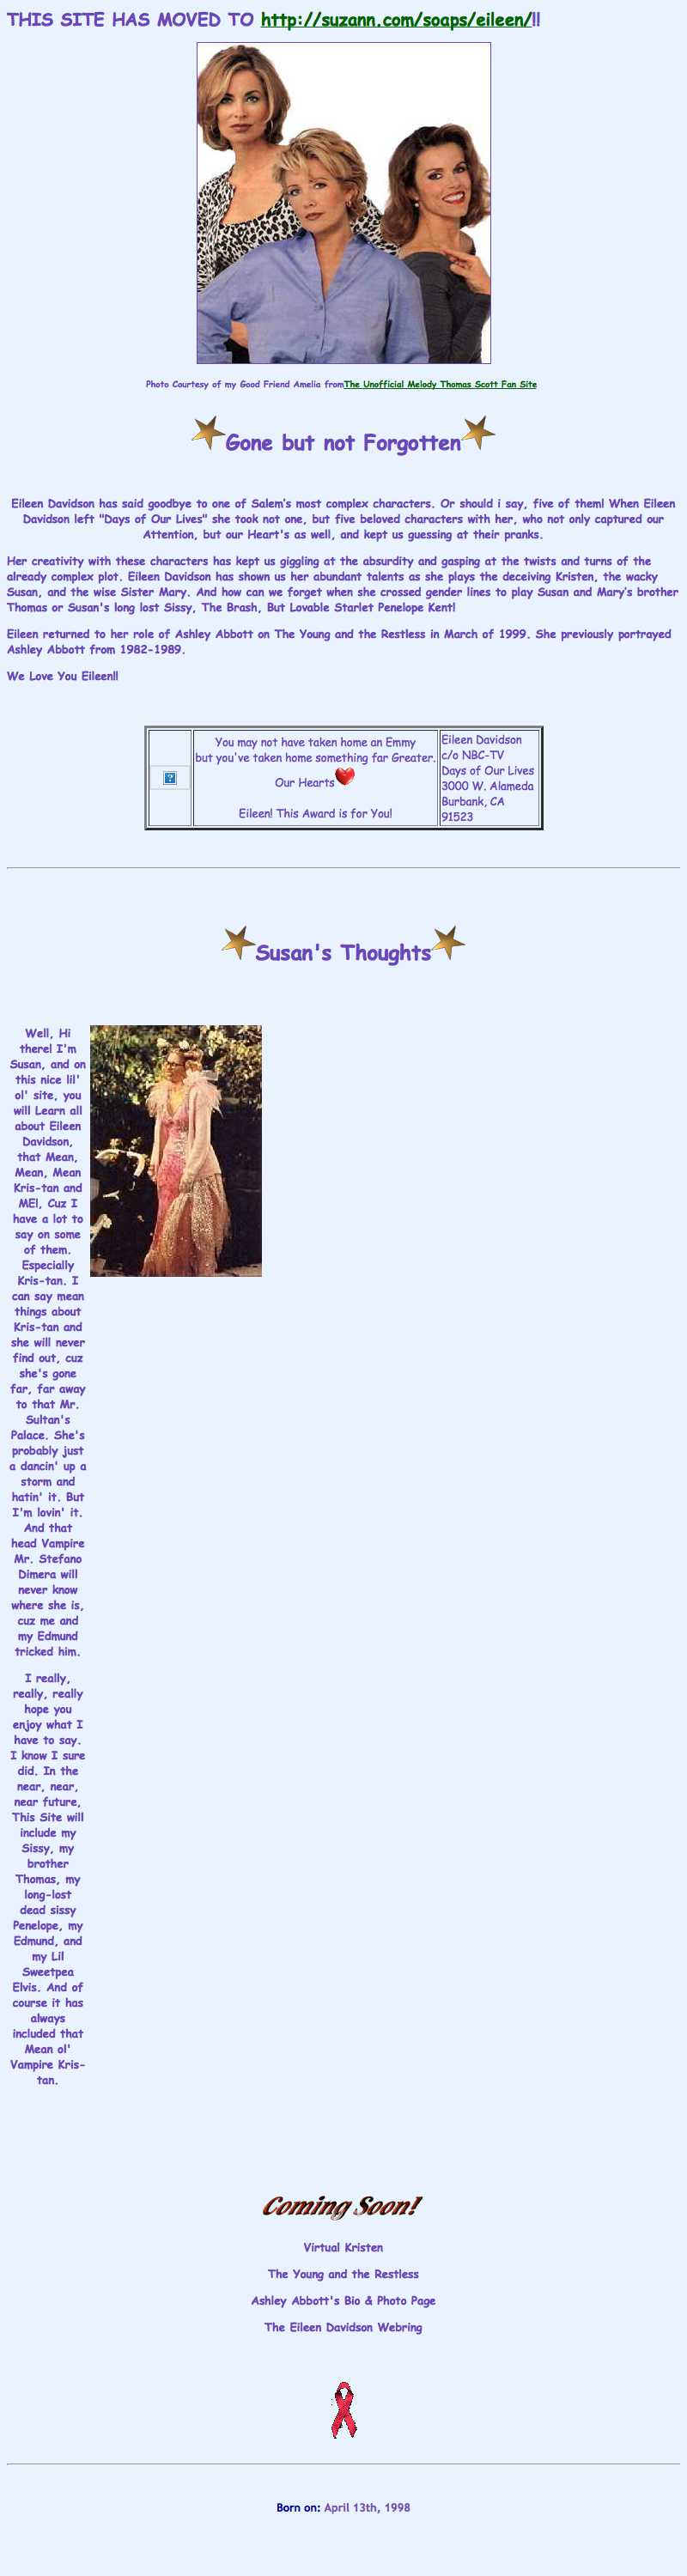 THIS SITE HAS MOVED TO http://suzann.com/soaps/eileen/!!
Photo Courtesy of my Good Friend Amelia fromThe Unofficial Melody Thomas Scott Fan Site
Gone but not Forgotten
Eileen Davidson has said goodbye to one of Salem's most complex characters. Or should i say, five of them! When Eileen
Davidson left "Days of Our Lives" she took not one, but five beloved characters with her, who not only captured our
Attention, but our Heart's as well, and kept us guessing at their pranks.
Her creativity with these characters has kept us giggling at the absurdity and gasping at the twists and turns of the
already complex plot. Eileen Davidson has shown us her abundant talents as she plays the deceiving Kristen, the wacky
Susan, and the wise Sister Mary. And how can we forget when she crossed gender lines to play Susan and Mary's brother
Thomas or Susan's long lost Sissy, The Brash, But Lovable Starlet Penelope Kent!
Eileen returned to her role of Ashley Abbott on The Young and the Restless in March of 1999. She previously portrayed
Ashley Abbott from 1982-1989.
We Love You Eileen!!
You may not have taken home an Emmy
but you've taken home something far Greater.
Our Hearts
Eileen! This Award is for You!
Eileen Davidson
c/o NBC-TV
Days of Our Lives
3000 W. Alameda
Burbank, CA
91523
Susan's Thoughts
Well, Hi
there! I'm
Susan, and on
this nice lil'
ol' site, you
will Learn all
about Eileen
Davidson,
that Mean,
Mean, Mean
Kris-tan and
ME!, Cuz I
have a lot to
say on some
of them.
Especially
Kris-tan. I
can say mean
things about
Kris-tan and
she will never
find out, cuz
she's gone
far, far away
to that Mr.
Sultan's
Palace. She's
probably just
a dancin' up a
storm and
hatin' it. But
I'm lovin' it.
And that
head Vampire
Mr. Stefano
Dimera will
never know
where she is,
cuz me and
my Edmund
tricked him.
I really,
really, really
hope you
enjoy what I
have to say.
I know I sure
did. In the
near, near,
near future,
This Site will
include my
Sissy, my
brother
Thomas, my
long-lost
dead sissy
Penelope, my
Edmund, and
my Lil
Sweetpea
Elvis. And of
course it has
always
included that
Mean ol'
Vampire Kris-
tan.
Coming Soon!
Virtual Kristen
The Young and the Restless
Ashley Abbott's Bio & Photo Page
The Eileen Davidson Webring
Born on: April 13th, 1998